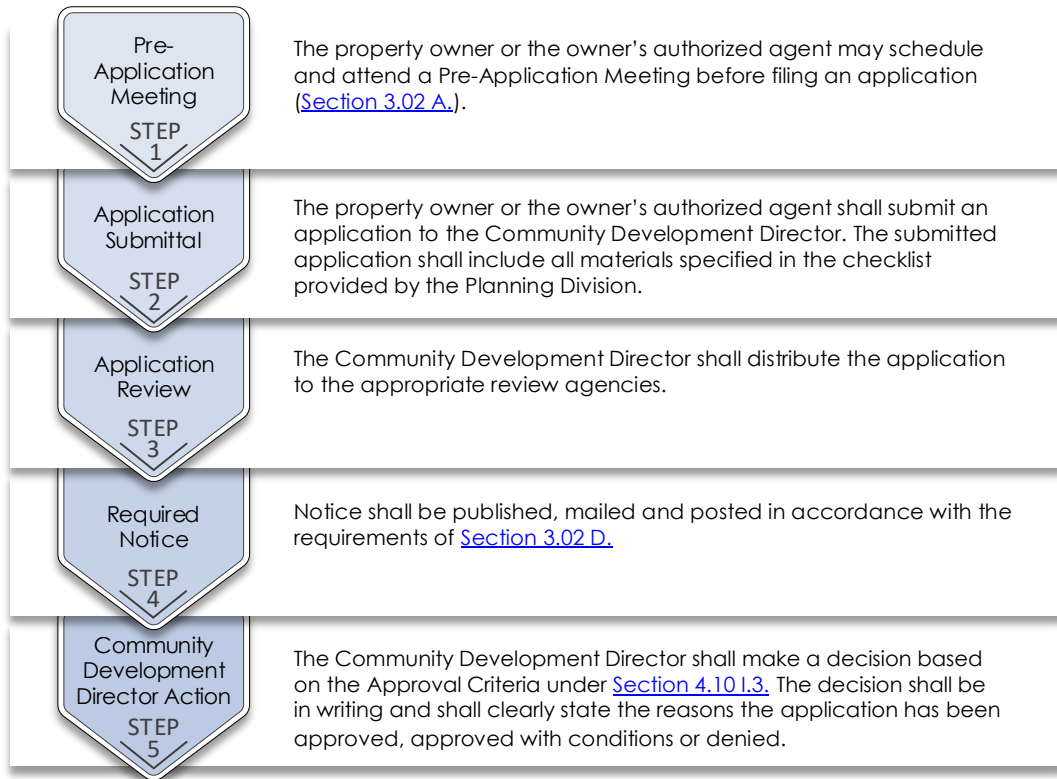 Pre-
Application
Meeting
STEP
1
The property owner or the owner’s authorized agent may schedule
and attend a Pre-Application Meeting before filing an application
(Section 3.02 A.).
Application
Submittal
STEP
2
The property owner or the owner’s authorized agent shall submit an
application to the Community Development Director. The submitted
application shall include all materials specified in the checklist
provided by the Planning Division.
Application
Review
STEP
3
The Community Development Director shall distribute the application
to the appropriate review agencies.
Required
Notice
STEP
4
Notice shall be published, mailed and posted in accordance with the
requirements of Section 3.02 D.
Community
Development
Director Action
STEP
5
The Community Development Director shall make a decision based
on the Approval Criteria under Section 4.10 I.3. The decision shall be
in writing and shall clearly state the reasons the application has been
approved, approved with conditions or denied.